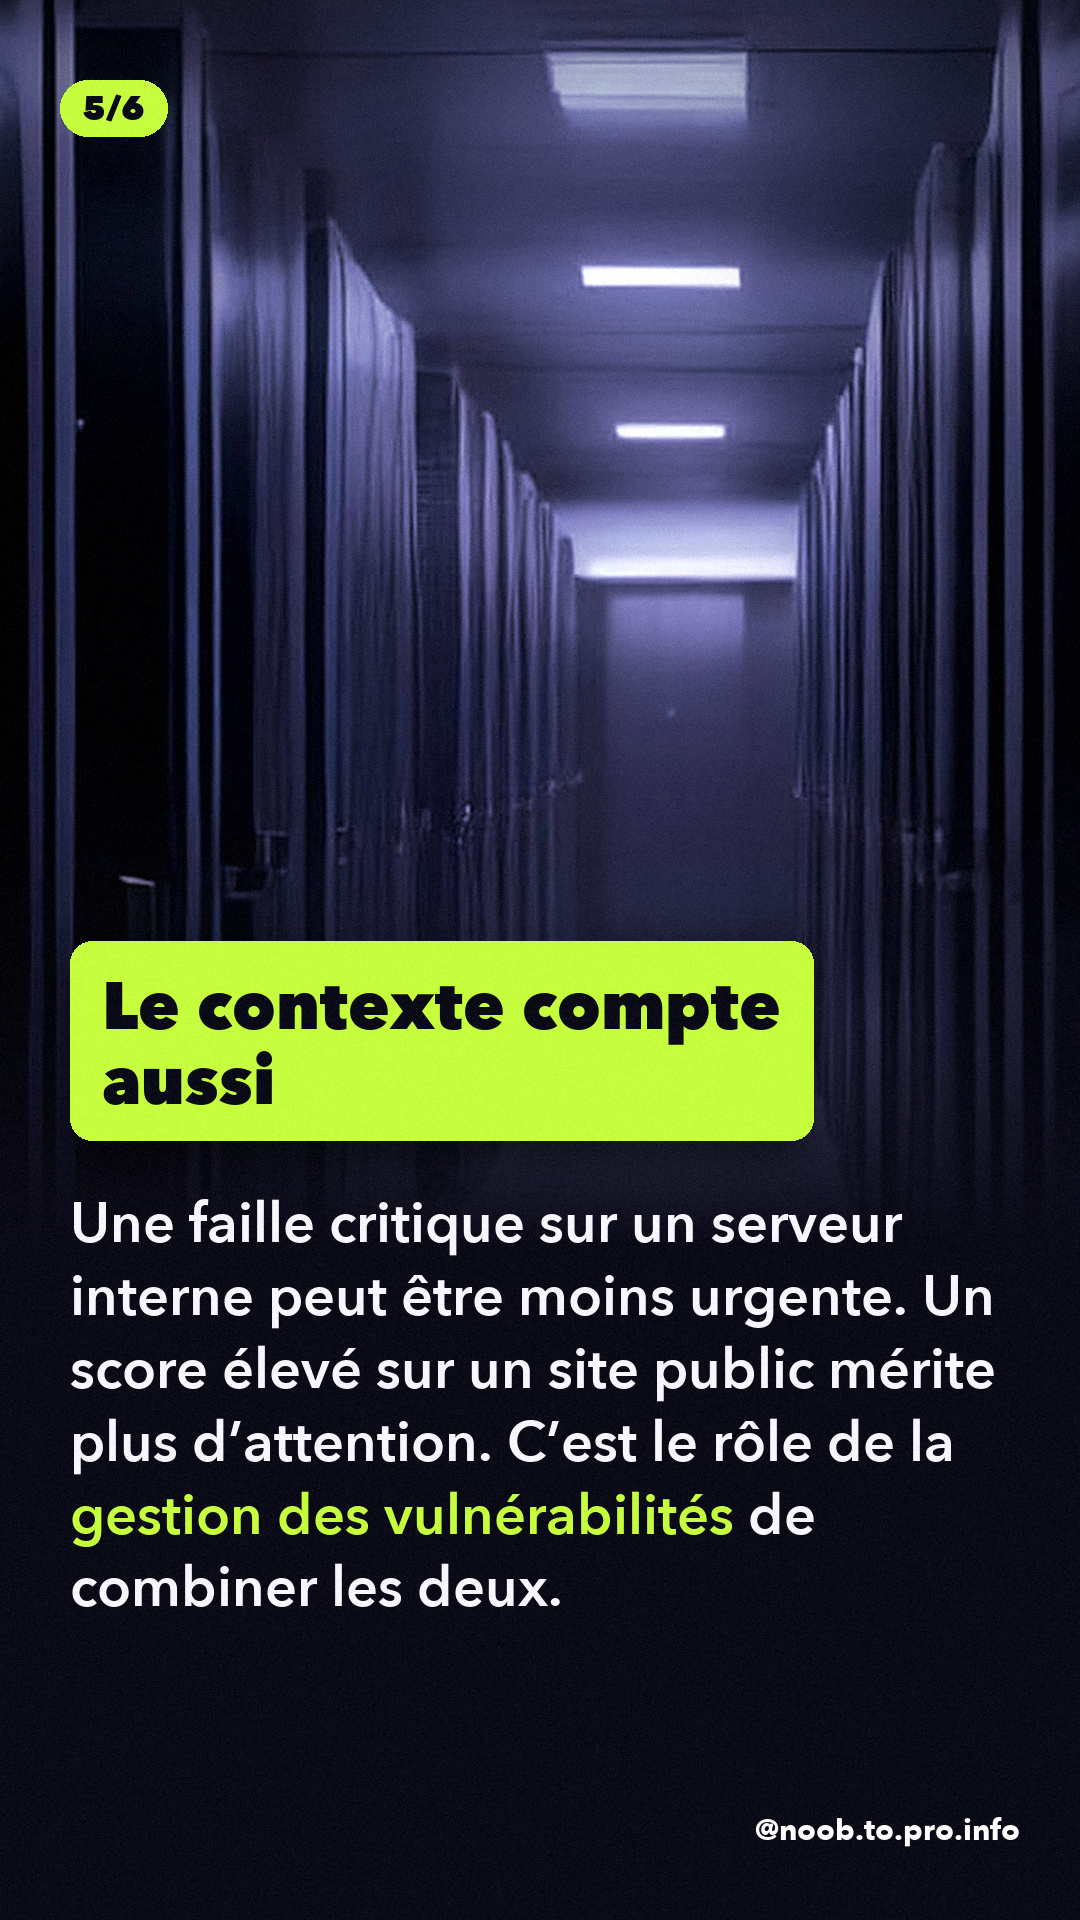 5/6
Le contexte compte
aussi
Une faille critique sur un serveur
interne peut être moins urgente. Un
score élevé sur un site public mérite
plus d’attention. C’est le rôle de la
gestion des vulnérabilités de
combiner les deux.
@noob.to.pro.info